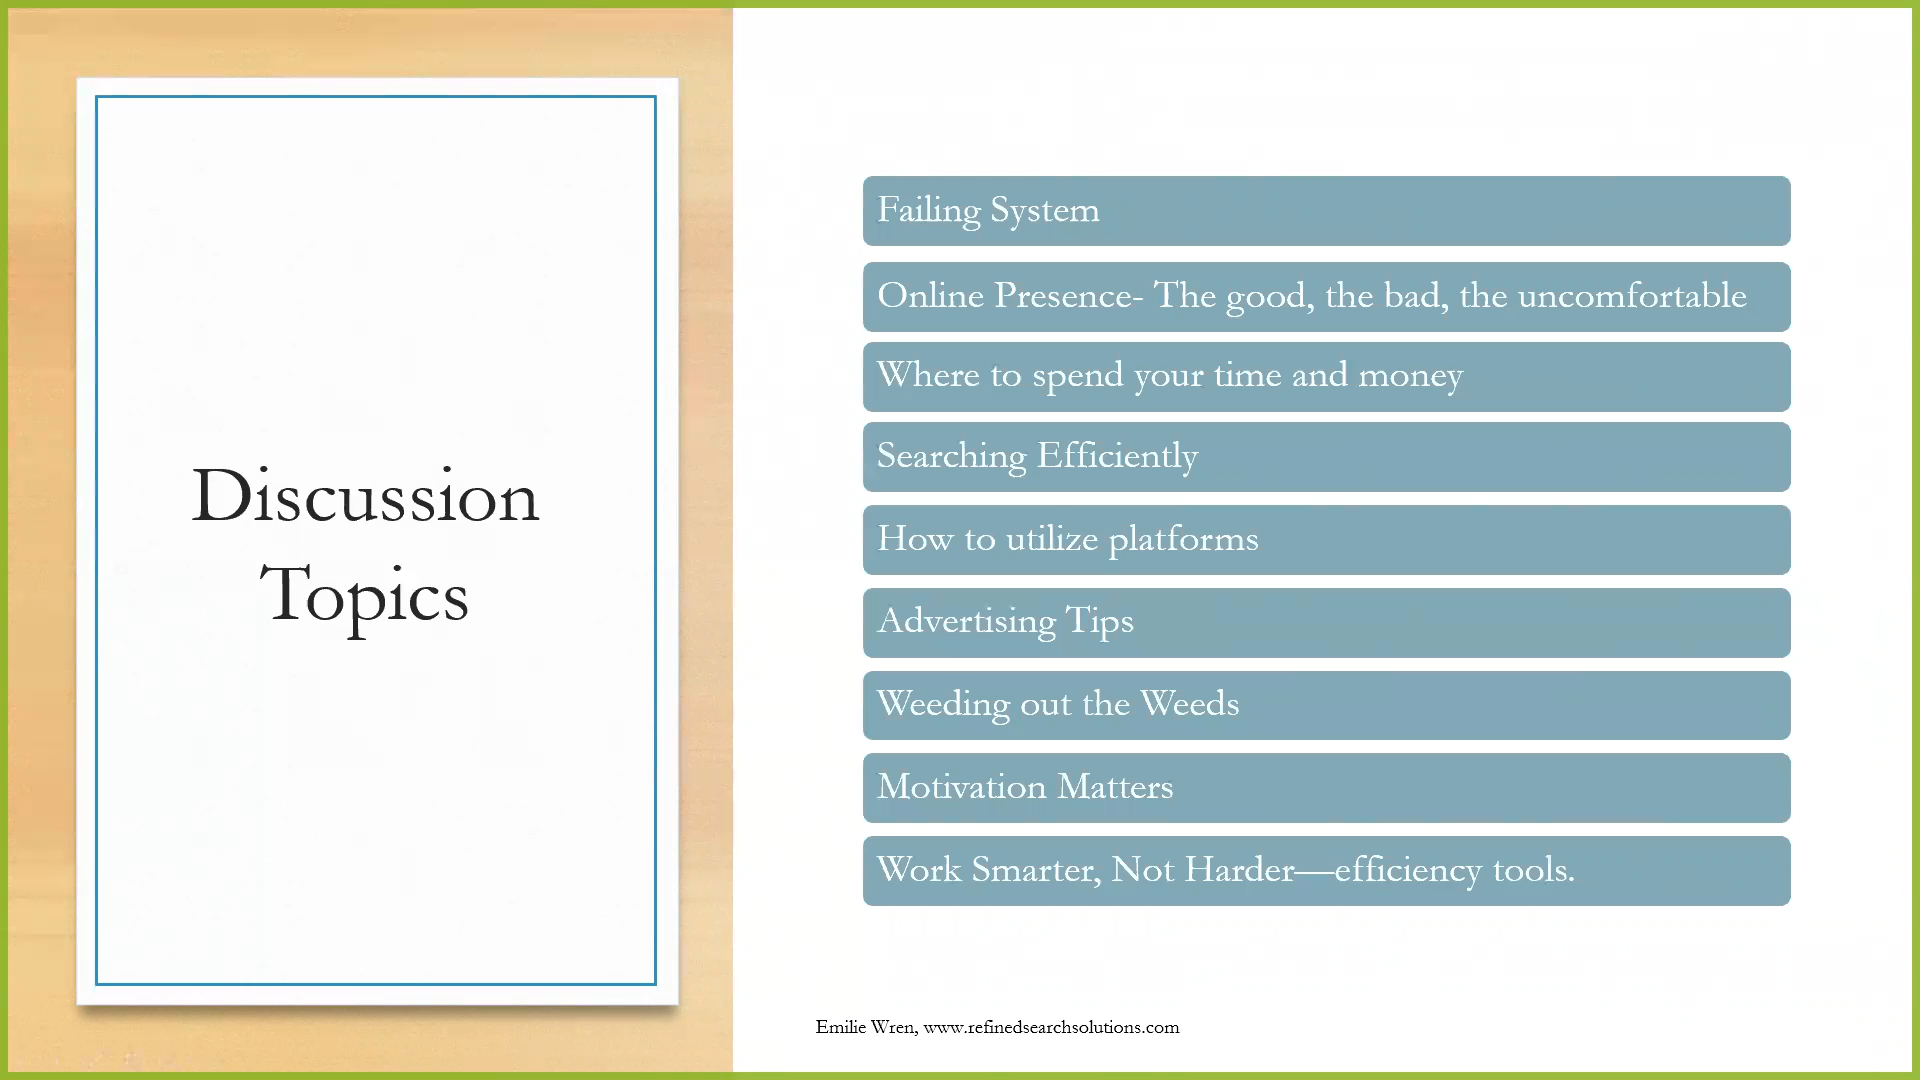 Discussion
Topics
Failing System
Online Presence- The good, the bad, the uncomfortable
Where to spend your time and money
Searching Efficiently
How to utilize platforms
Advertising Tips
Weeding out the Weeds
Motivation Matters
Work Smarter, Not Harder—efficiency tools.
Emilie Wren, www.refinedsearchsolutions.com